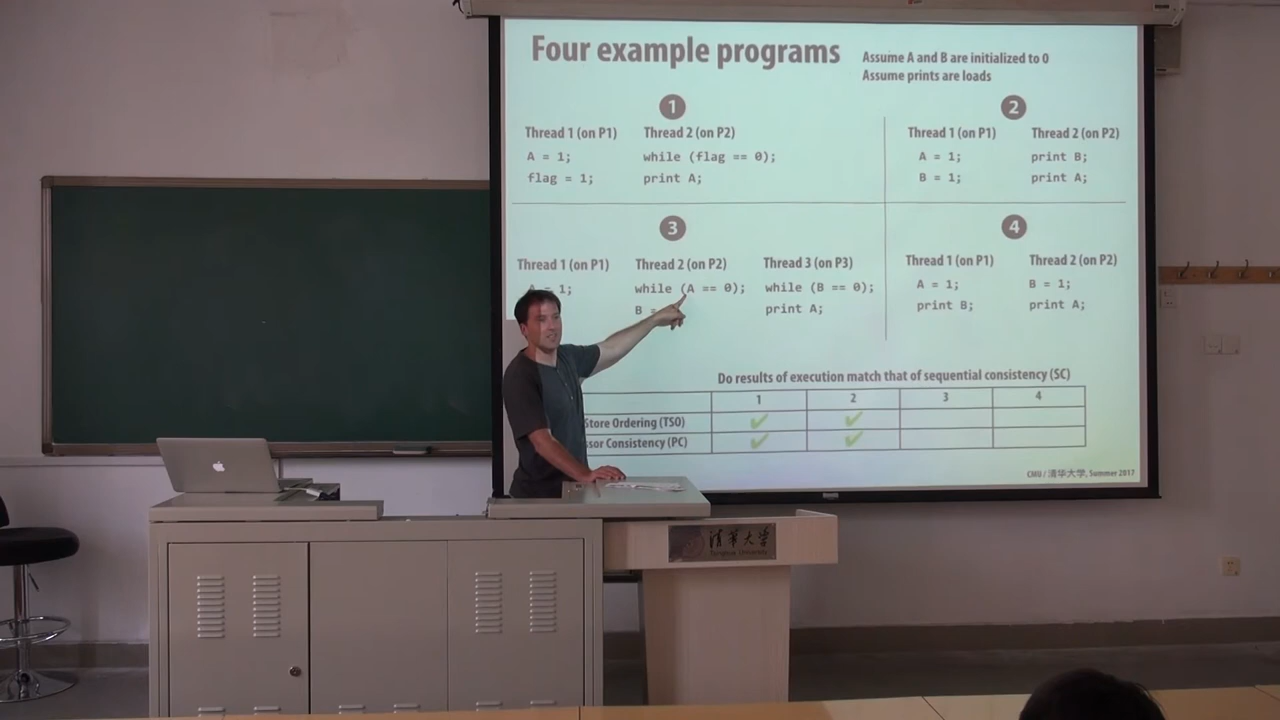 Four example programs
Assume A and B are initialized to 0
Assume prints are loads
1
Thread 1 (on P1) Thread 2 (on P2)
A = 1; while (flag == 0);
flag = 1; print A;
2
Thread 1 (on P1) Thread 2 (on P2)
A = 1; print B;
B = 1; print A;
3
Thread 1 (on P1) Thread 2 (on P2) Thread 3 (on P3)
1; while (A == 0); while (B == 0);
B = print A;
4
Thread 1 (on P1) Thread 2 (on P2)
A = 1; B = 1;
print B; print A;
Do results of execution match that of sequential consistency (SC)
1 2 3 4
Store Ordering (TSO) ✔ ✔
Consistency (PC) ✔ ✔
CMU / 清华大学, Summer 2017
清华大学
Tsinghua University